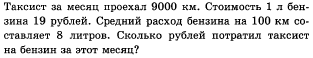 Таксист за месяц проехал 9000 км. Стоимость 1 л бен-
зина 19 рублей. Средний расход бензина на 100 км со-
ставляет 8 литров. Сколько рублей потратил таксист
на бензин за этот месяц?